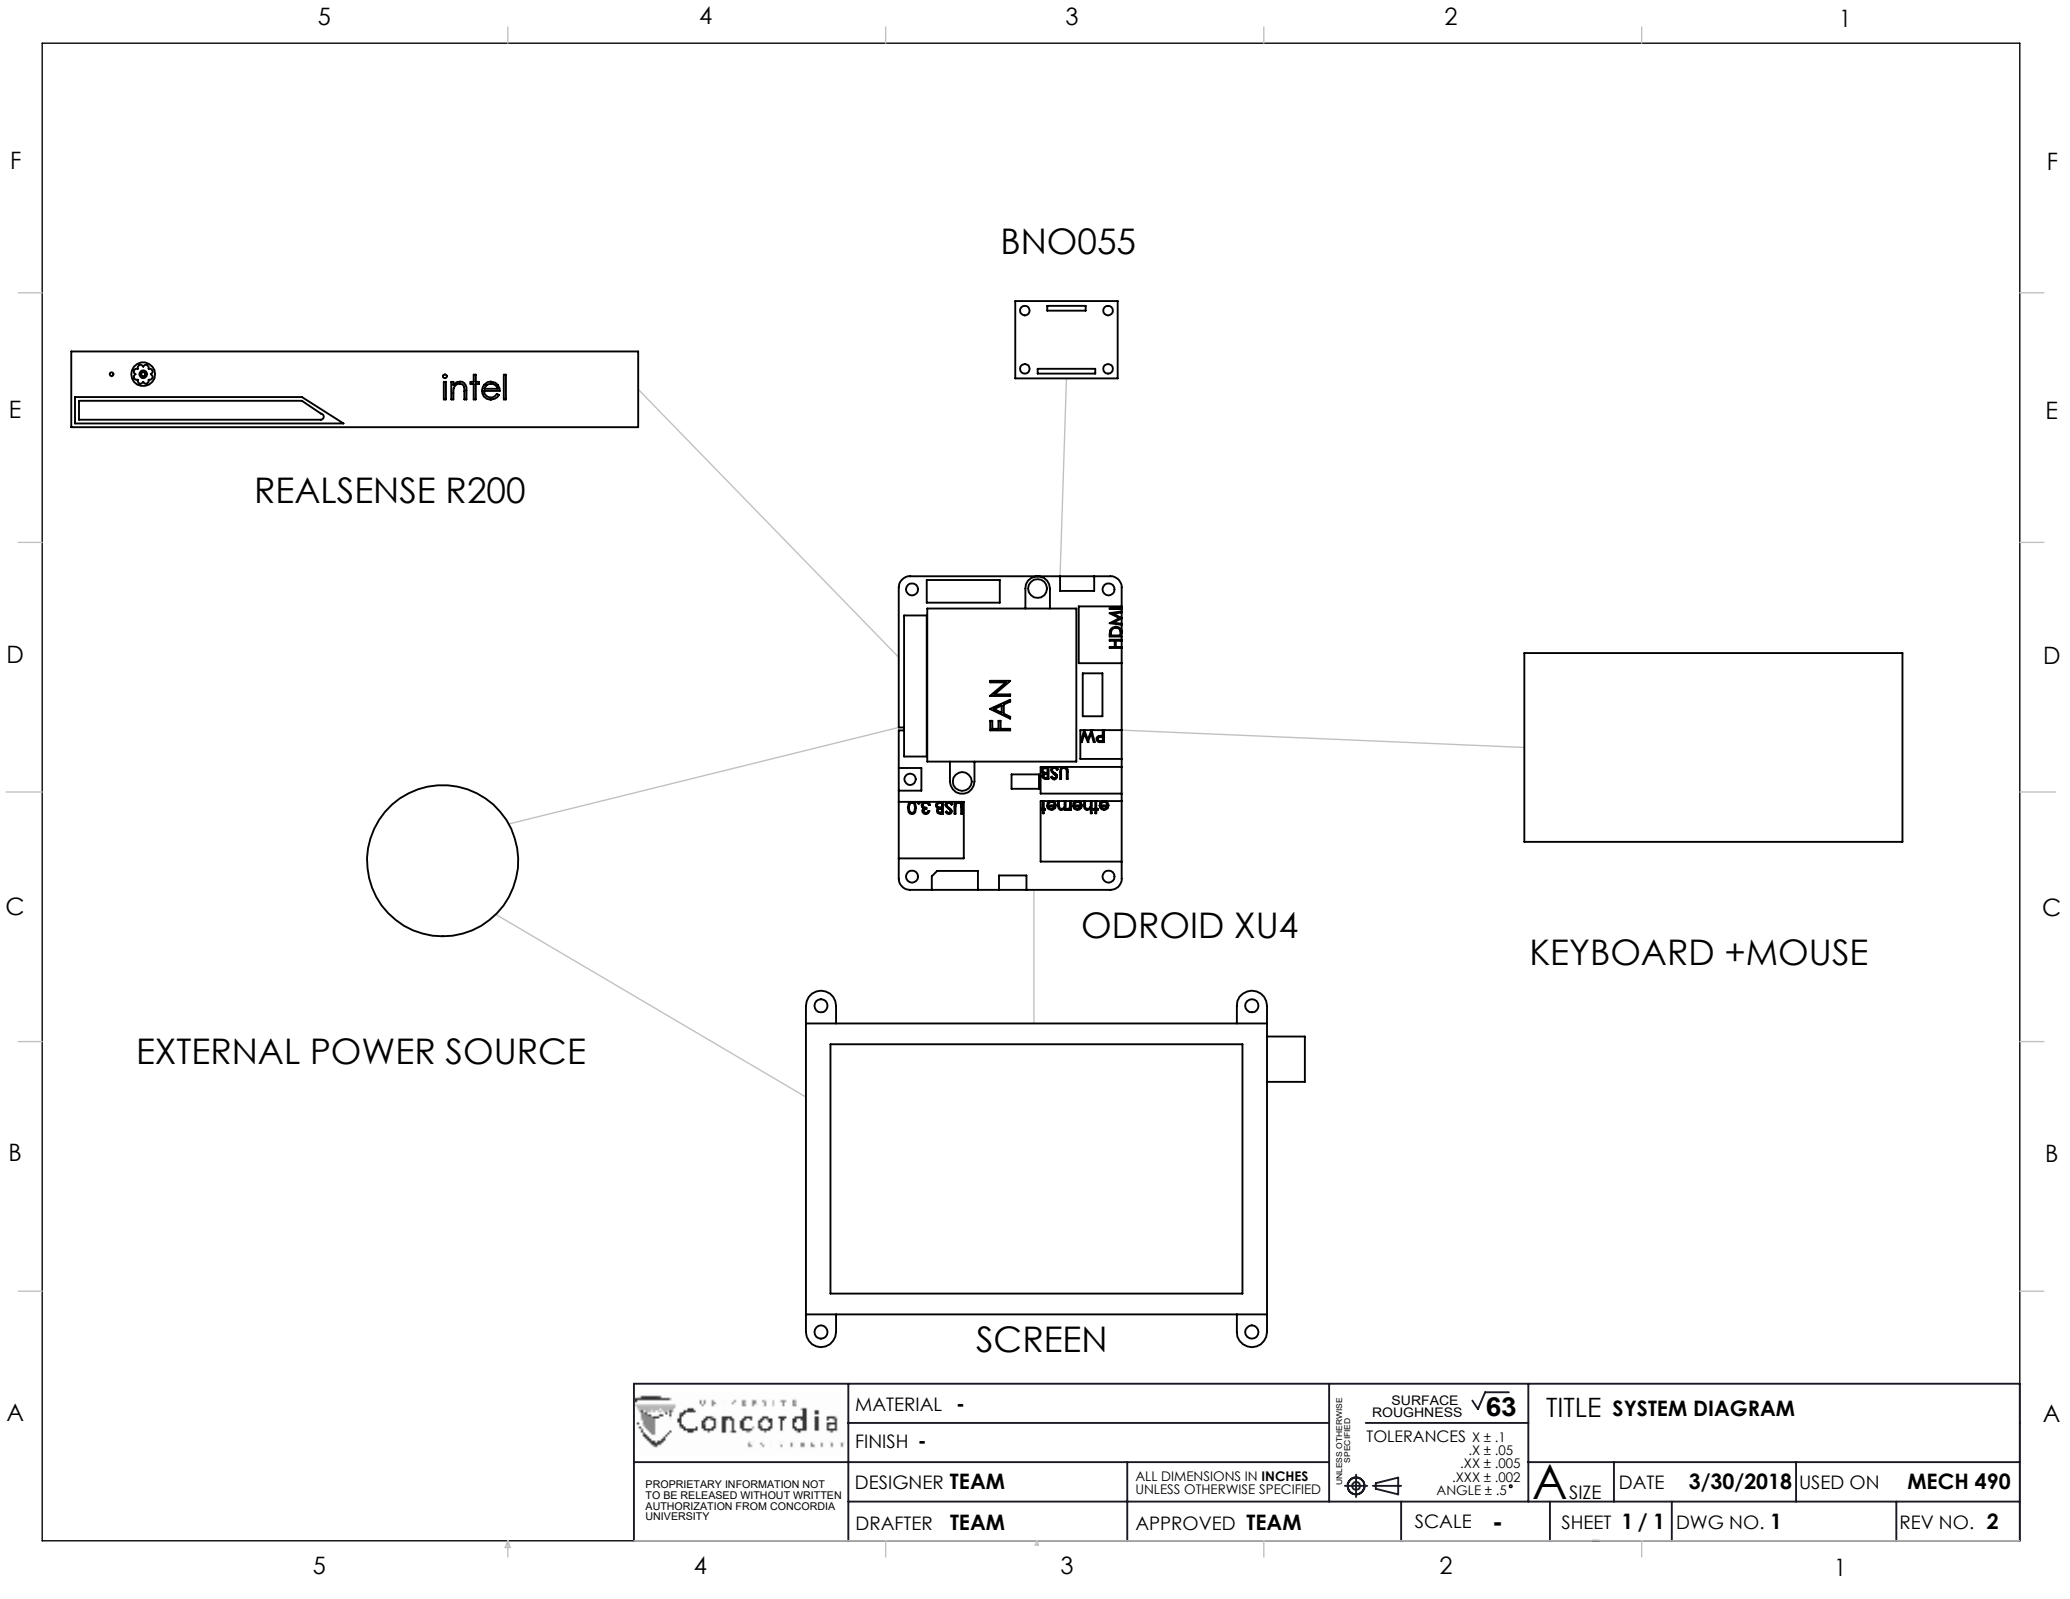 5 4 3 2 1
F F
BNO055
intel
E E
REALSENSE R200
HDMI
D D
FAN
PW
USB
USB 3.0 ethernet
C C
ODROID XU4
KEYBOARD +MOUSE
EXTERNAL POWER SOURCE
B B
SCREEN
A A
Concordia
PROPRIETARY INFORMATION NOT
TO BE RELEASED WITHOUT WRITTEN
AUTHORIZATION FROM CONCORDIA
UNIVERSITY
MATERIAL -
FINISH -
DESIGNER TEAM
ALL DIMENSIONS IN INCHES
UNLESS OTHERWISE SPECIFIED
DRAFTER TEAM
APPROVED TEAM
UNLESS OTHERWISE
SPECIFIED
SURFACE
ROUGHNESS √63
TOLERANCES X ± .1
.X ± .05
.XX ± .005
.XXX ± .002
ANGLE ± .5°
SCALE -
TITLE SYSTEM DIAGRAM
A SIZE DATE 3/30/2018 USED ON MECH 490
SHEET 1 / 1 DWG NO. 1 REV NO. 2
5 4 3 2 1